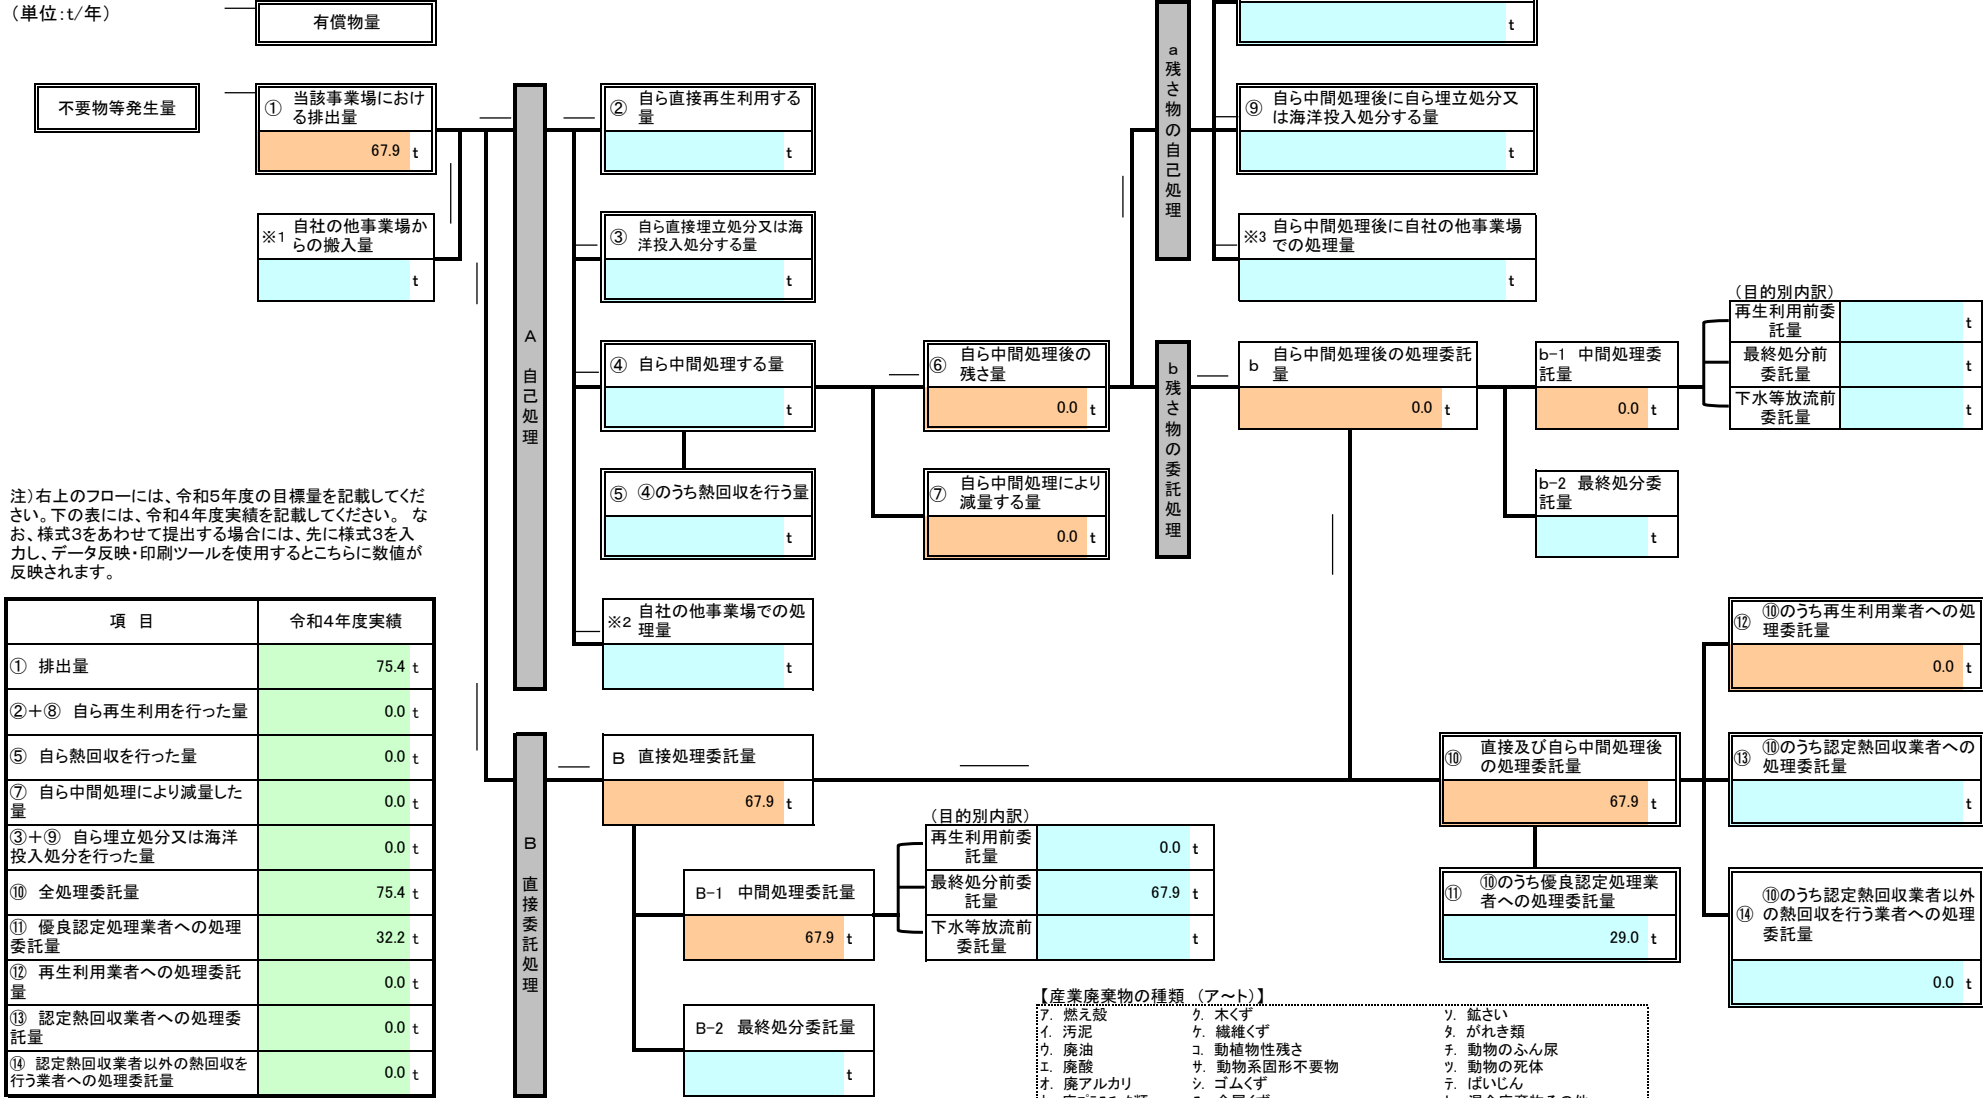 （単位：t/年）
有償物量
t
不要物等発生量
① 当該事業場におけ
る排出量
67.9 t
※1 自社の他事業場か
らの搬入量
t
A 自己処理
② 自ら直接再生利用する
量
t
③ 自ら直接埋立処分又は海
洋投入処分する量
t
④ 自ら中間処理する量
t
⑤ ④のうち熱回収を行う量
t
※2 自社の他事業場での処
理量
t
⑥ 自ら中間処理後の
残さ量
0.0 t
⑦ 自ら中間処理により
減量する量
0.0 t
a残さ物の自己処理
⑨ 自ら中間処理後に自ら埋立処分又
は海洋投入処分する量
t
※3 自ら中間処理後に自社の他事業場
での処理量
t
b残さ物の委託処理
b 自ら中間処理後の処理委託
量
0.0 t
b-1 中間処理委
託量
0.0 t
b-2 最終処分委
託量
t
（目的別内訳）
再生利用前委
託量
t
最終処分前
委託量
t
下水等放流前
委託量
t
注）右上のフローには、令和５年度の目標量を記載してくだ
さい。下の表には、令和４年度実績を記載してください。 な
お、様式３をあわせて提出する場合には、先に様式３を入
力し、データ反映・印刷ツールを使用するとこちらに数値が
反映されます。
項 目 令和４年度実績
① 排出量 75.4 t
②＋⑧ 自ら再生利用を行った量 0.0 t
⑤ 自ら熱回収を行った量 0.0 t
⑦ 自ら中間処理により減量した
量 0.0 t
③＋⑨ 自ら埋立処分又は海洋
投入処分を行った量 0.0 t
⑩ 全処理委託量 75.4 t
⑪ 優良認定処理業者への処理
委託量 32.2 t
⑫ 再生利用業者への処理委託
量 0.0 t
⑬ 認定熱回収業者への処理委
託量 0.0 t
⑭ 認定熱回収業者以外の熱回収を
行う業者への処理委託量 0.0 t
B 直接委託処理
B 直接処理委託量
67.9 t
B-1 中間処理委託量
67.9 t
B-2 最終処分委託量
t
（目的別内訳）
再生利用前委
託量
0.0 t
最終処分前委
託量
67.9 t
下水等放流前
委託量
t
⑩ 直接及び自ら中間処理後
の処理委託量
67.9 t
⑪ ⑩のうち優良認定処理業
者への処理委託量
29.0 t
⑫ ⑩のうち再生利用業者への処
理委託量
0.0 t
⑬ ⑩のうち認定熱回収業者への
処理委託量
t
⑭ ⑩のうち認定熱回収業者以外
の熱回収を行う業者への処理
委託量
0.0 t
【産業廃棄物の種類 （ア～ト）】
ア. 燃え殻 ク. 木くず ソ. 鉱さい
イ. 汚泥 ケ. 繊維くず タ. がれき類
ウ. 廃油 コ. 動植物性残さ チ. 動物のふん尿
エ. 廃酸 サ. 動物系固形不要物 ツ. 動物の死体
オ. 廃アルカリ シ. ゴムくず テ. ばいじん